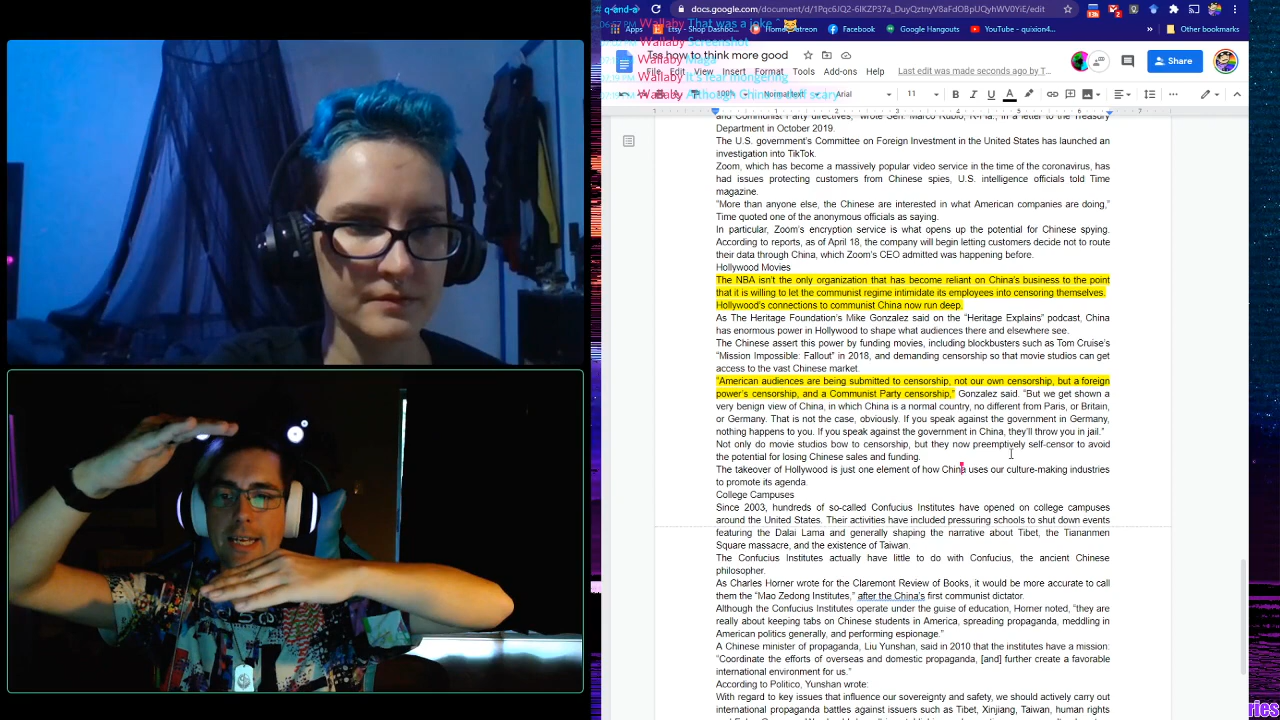 # q-and-a
docs.google.com/document/d/1Pqc6JQ2-6IKZP37a_DuyQztnyV8aFdOBpUQyhWV0YiE/edit
Wallaby That was a joke
Apps
Etsy - Shop Dashbo...
Home
Patreon
Facebook
Google
YouTube - quixion4...
»
Other bookmarks
Wallaby Screenshot
Tes how to think more good
Wallaby Maga
File Edit View Insert Format Tools Add-ons Help Last edit was made seconds ago by T...
Share
Wallaby It's fear mongering
Wallaby Although China is still scary
100% Normal text Arial 11 B I U A
Department in October 2019.
The U.S. government's Committee on Foreign Investment in the United States has launched an
investigation into TikTok.
Zoom, which has become a massively popular video service in the time of the coronavirus, has
had issues protecting customers from Chinese spies, U.S. intelligence officials told Time
magazine.
"More than anyone else, the Chinese are interested in what American companies are doing,"
Time quoted one of the anonymous officials as saying.
In particular, Zoom's encryption service is what opens up the potential for Chinese spying.
According to reports, as of April 13, the company will begin letting customers decide not to route
their data through China, which Zoom's CEO admitted was happening before.
Hollywood Movies
The NBA isn't the only organization that has become reliant on China's business to the point
that it is willing to let the communist regime intimidate its employees into censoring themselves.
Hollywood's connections to communist China now run deep.
As The Heritage Foundation's Mike Gonzalez said on the "Heritage Explains" podcast, China
has enormous power in Hollywood to shape what audiences there and elsewhere see.
The Chinese assert this power by funding movies, including blockbusters such as Tom Cruise's
"Mission Impossible: Fallout" in 2018, and demanding censorship so that movie studios can get
access to the vast Chinese market.
"American audiences are being submitted to censorship, not our own censorship, but a foreign
power's censorship, and a Communist Party censorship," Gonzalez said. "But we get shown a
very benign view of China, in which China is a normal country, no different from Paris, or Britain,
or Germany. That is not the case, obviously. If you speak against the government in Germany,
nothing happens to you. If you speak against the government in China, they'll throw you in jail."
Not only do movie studios bow to censorship, but they now preemptively self-censor to avoid
the potential for losing Chinese sales and funding.
The takeover of Hollywood is just one element of how China uses our culture-making industries
to promote its agenda.
College Campuses
Since 2003, hundreds of so-called Confucius Institutes have opened on college campuses
around the United States. Their activities have included pressuring schools to shut down events
featuring the Dalai Lama and generally shaping the narrative about Tibet, the Tiananmen
Square massacre, and the existence of Taiwan.
The Confucius Institutes actually have little to do with Confucius, the ancient Chinese
philosopher.
As Charles Horner wrote for the Claremont Review of Books, it would be more accurate to call
them the "Mao Zedong Institutes," after the China's first communist dictator.
Although the Confucius Institutes operate under the guise of education, Horner noted, "they are
really about keeping tabs on Chinese students in America, spreading propaganda, meddling in
American politics generally, and performing espionage."
A Chinese minister of propaganda, Liu Yunshan, said in 2010 that the institutes have a mission:
"Coordinate the efforts of overseas and domestic propaganda, [and] further create a favorable
international environment for us."
According to Politico, Yunshan wrote:
With regard to key issues that influence our sovereignty and safety, we should actively carry out
international propaganda battles against issuers such as Tibet, Xinjiang, Taiwan, human rights
ries